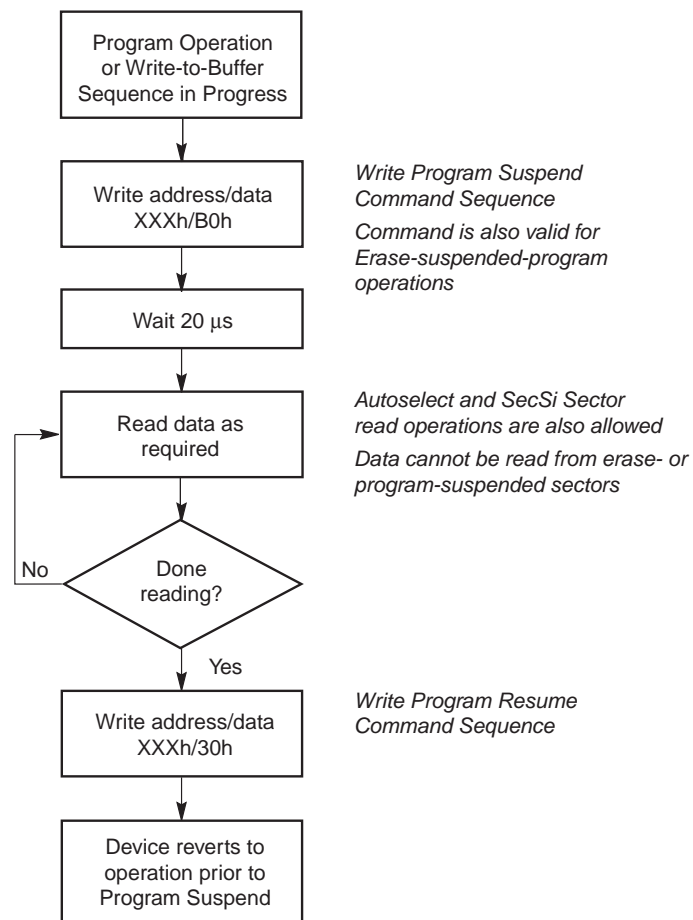 Program Operation
or Write-to-Buffer
Sequence in Progress
Write address/data
XXXh/B0h
Write Program Suspend
Command Sequence
Command is also valid for
Erase-suspended-program
operations
Wait 20 μs
Read data as
required
Autoselect and SecSi Sector
read operations are also allowed
Data cannot be read from erase- or
program-suspended sectors
No
Done
reading?
Yes
Write address/data
XXXh/30h
Write Program Resume
Command Sequence
Device reverts to
operation prior to
Program Suspend